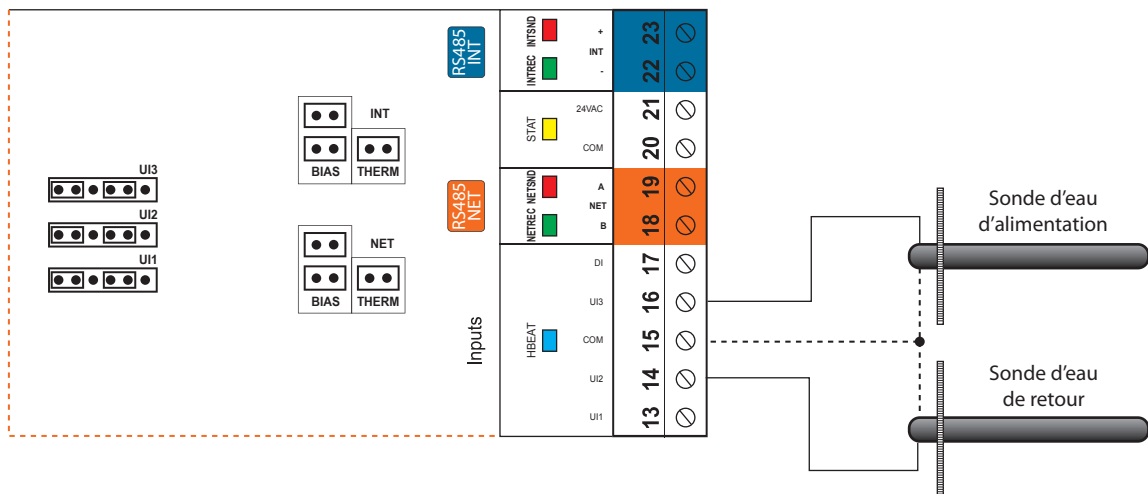 UI3
UI2
UI1
INT
BIAS THERM
NET
BIAS THERM
RS485
INT
RS485
NET
Inputs
INTREC INTSND
STAT
NETREC NETSND
HBEAT
+
INT
-
24VAC
COM
A
NET
B
DI
UI3
COM
UI2
UI1
23
22
21
20
19
18
17
16
15
14
13
Sonde d'eau
d'alimentation
Sonde d'eau
de retour